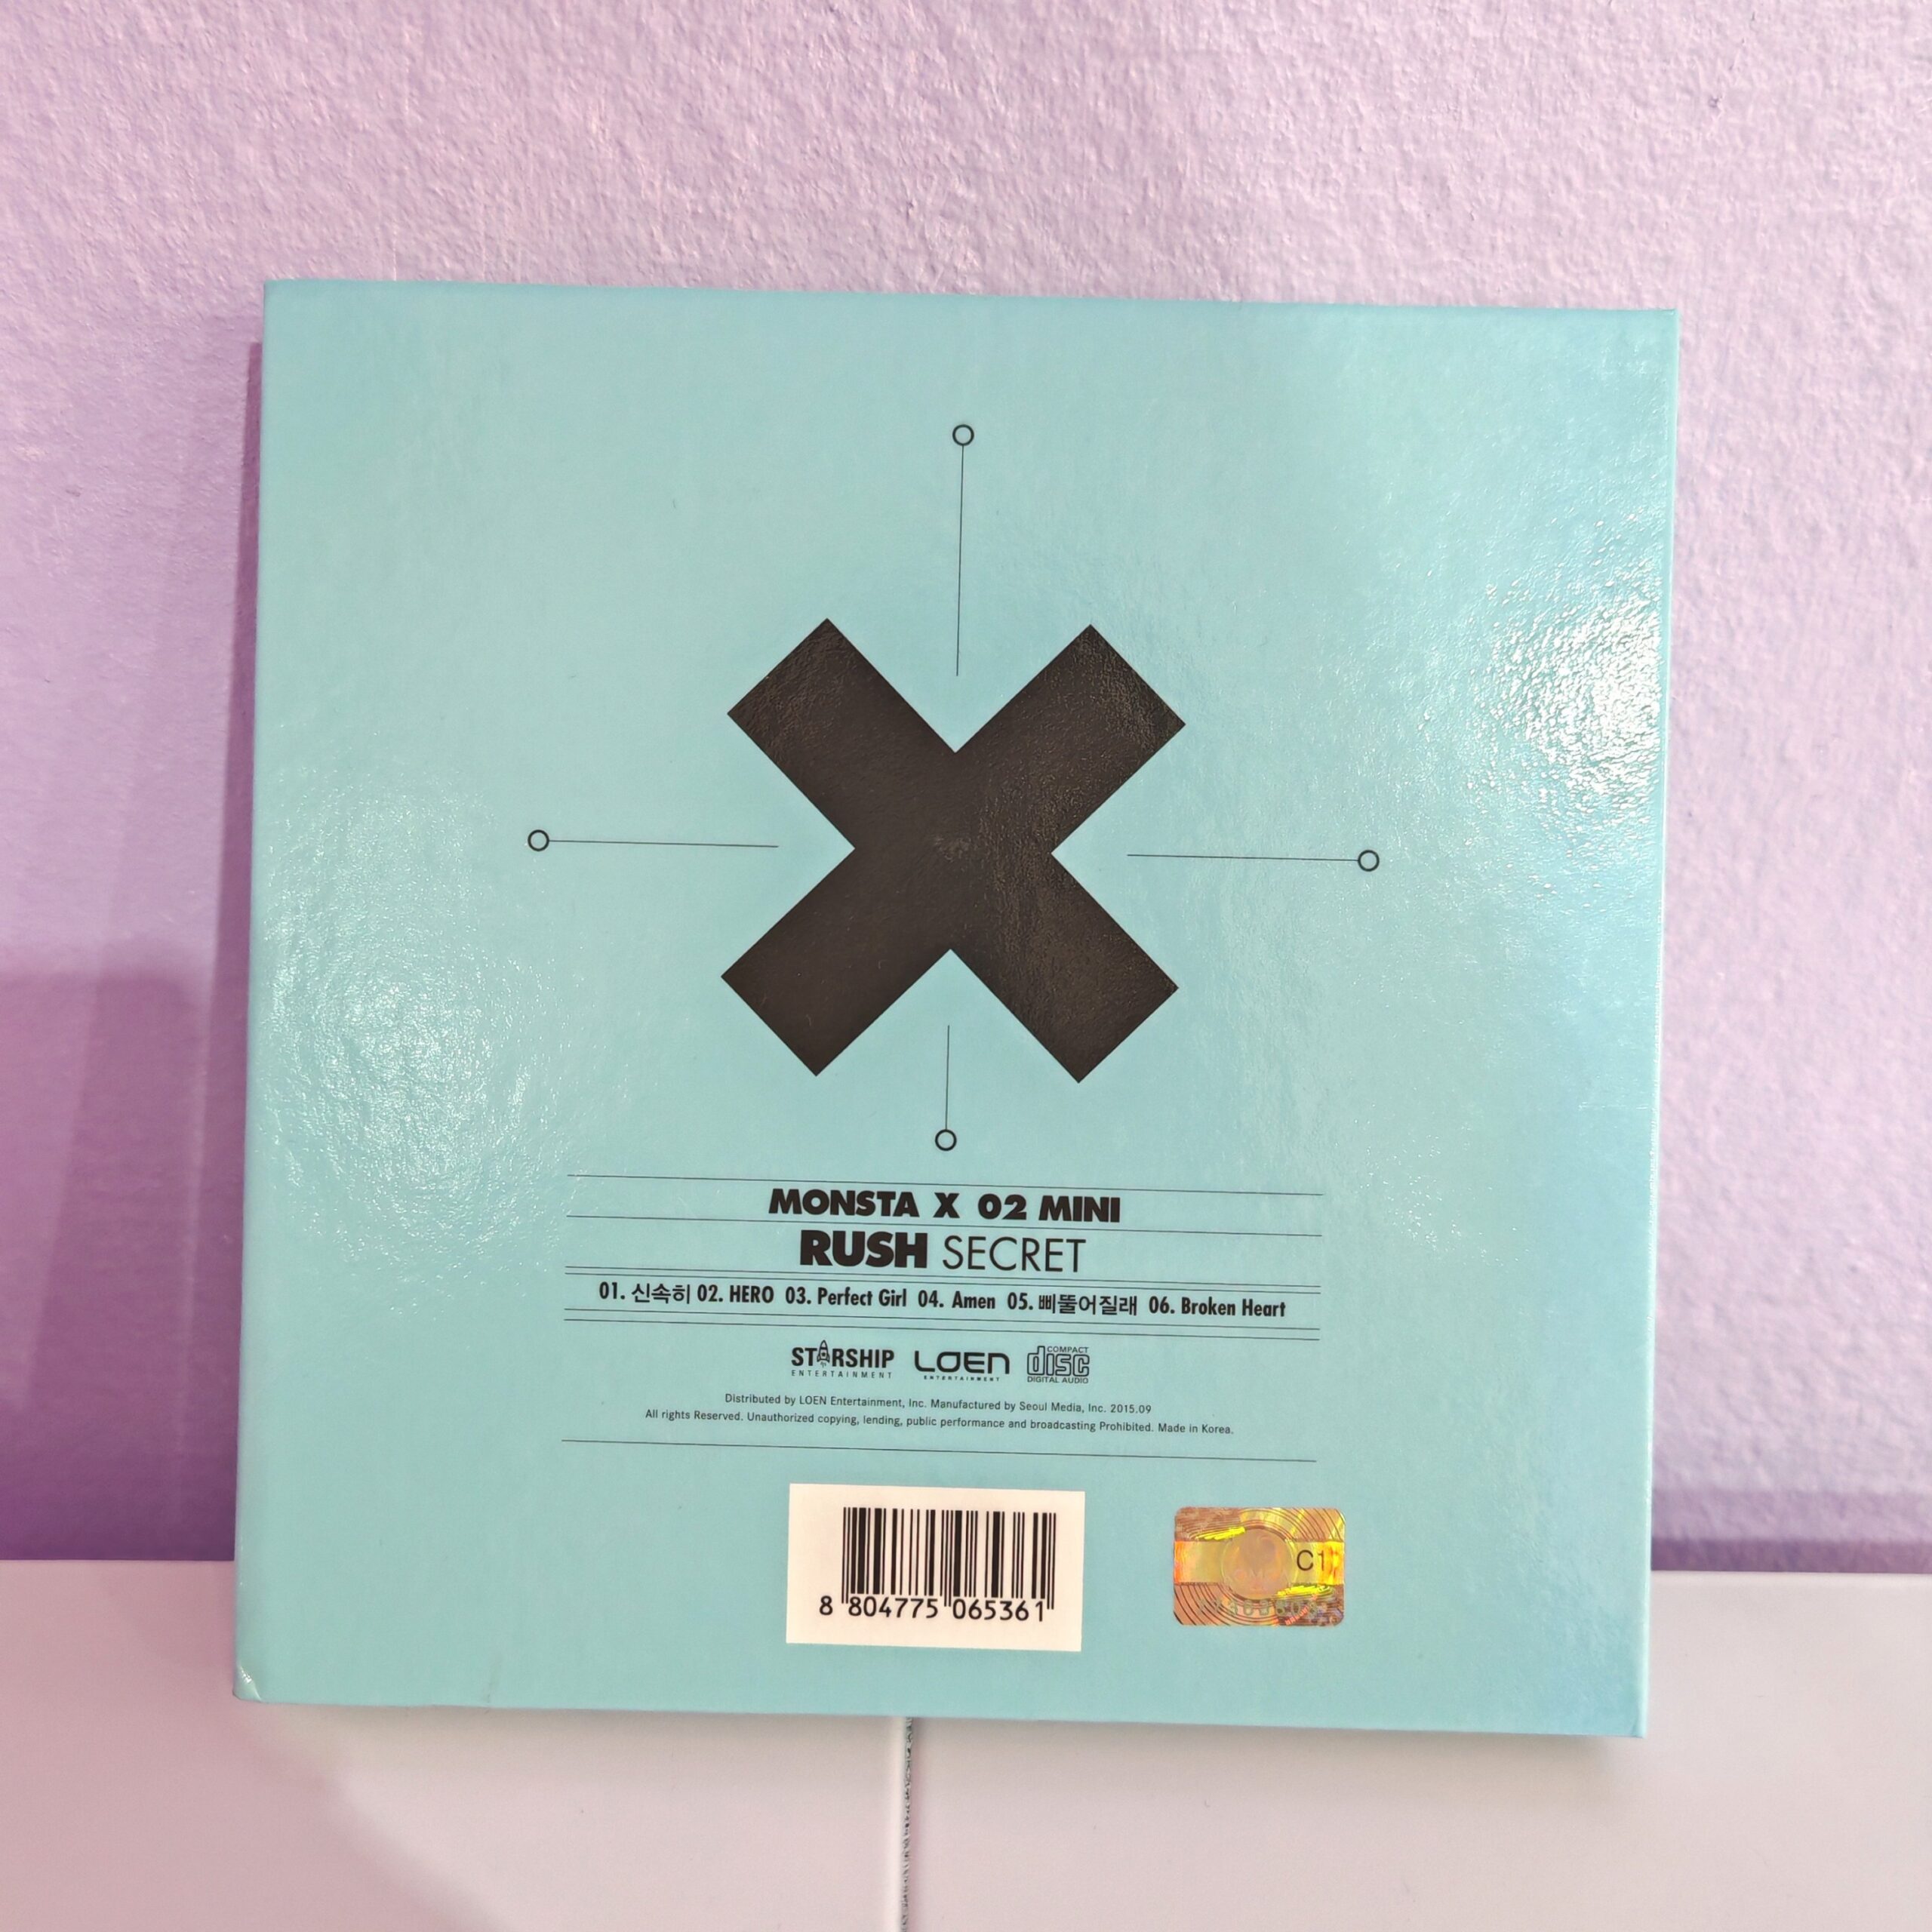 MONSTA X 02 MINI
RUSH SECRET
01. 신속히 02. HERO 03. Perfect Girl 04. Amen 05.삐뚤어질래 06. Broken Heart
STARSHIP
ENTERTAINMENT
LOEN
ENTERTAINMENT
COMPACT
disc
DIGITAL AUDIO
Distributed by LOEN Entertainment, Inc. Manufactured by Seoul Media, Inc. 2015.09
All rights Reserved. Unauthorized copying, lending, public performance and broadcasting Prohibited. Made in Korea.
8 804775 065361
C1